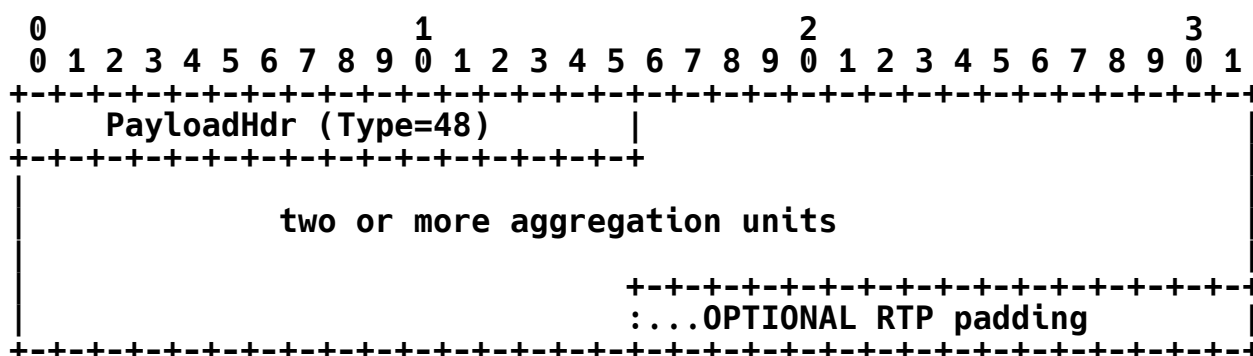 0                   1                   2                   3
 0 1 2 3 4 5 6 7 8 9 0 1 2 3 4 5 6 7 8 9 0 1 2 3 4 5 6 7 8 9 0 1
+-+-+-+-+-+-+-+-+-+-+-+-+-+-+-+-+-+-+-+-+-+-+-+-+-+-+-+-+-+-+-+-+
|    PayloadHdr (Type=48)       |                               |
+-+-+-+-+-+-+-+-+-+-+-+-+-+-+-+-+                               |
|                                                               |
|             two or more aggregation units                     |
|                                                               |
|                               +-+-+-+-+-+-+-+-+-+-+-+-+-+-+-+-+
|                               :...OPTIONAL RTP padding        |
+-+-+-+-+-+-+-+-+-+-+-+-+-+-+-+-+-+-+-+-+-+-+-+-+-+-+-+-+-+-+-+-+